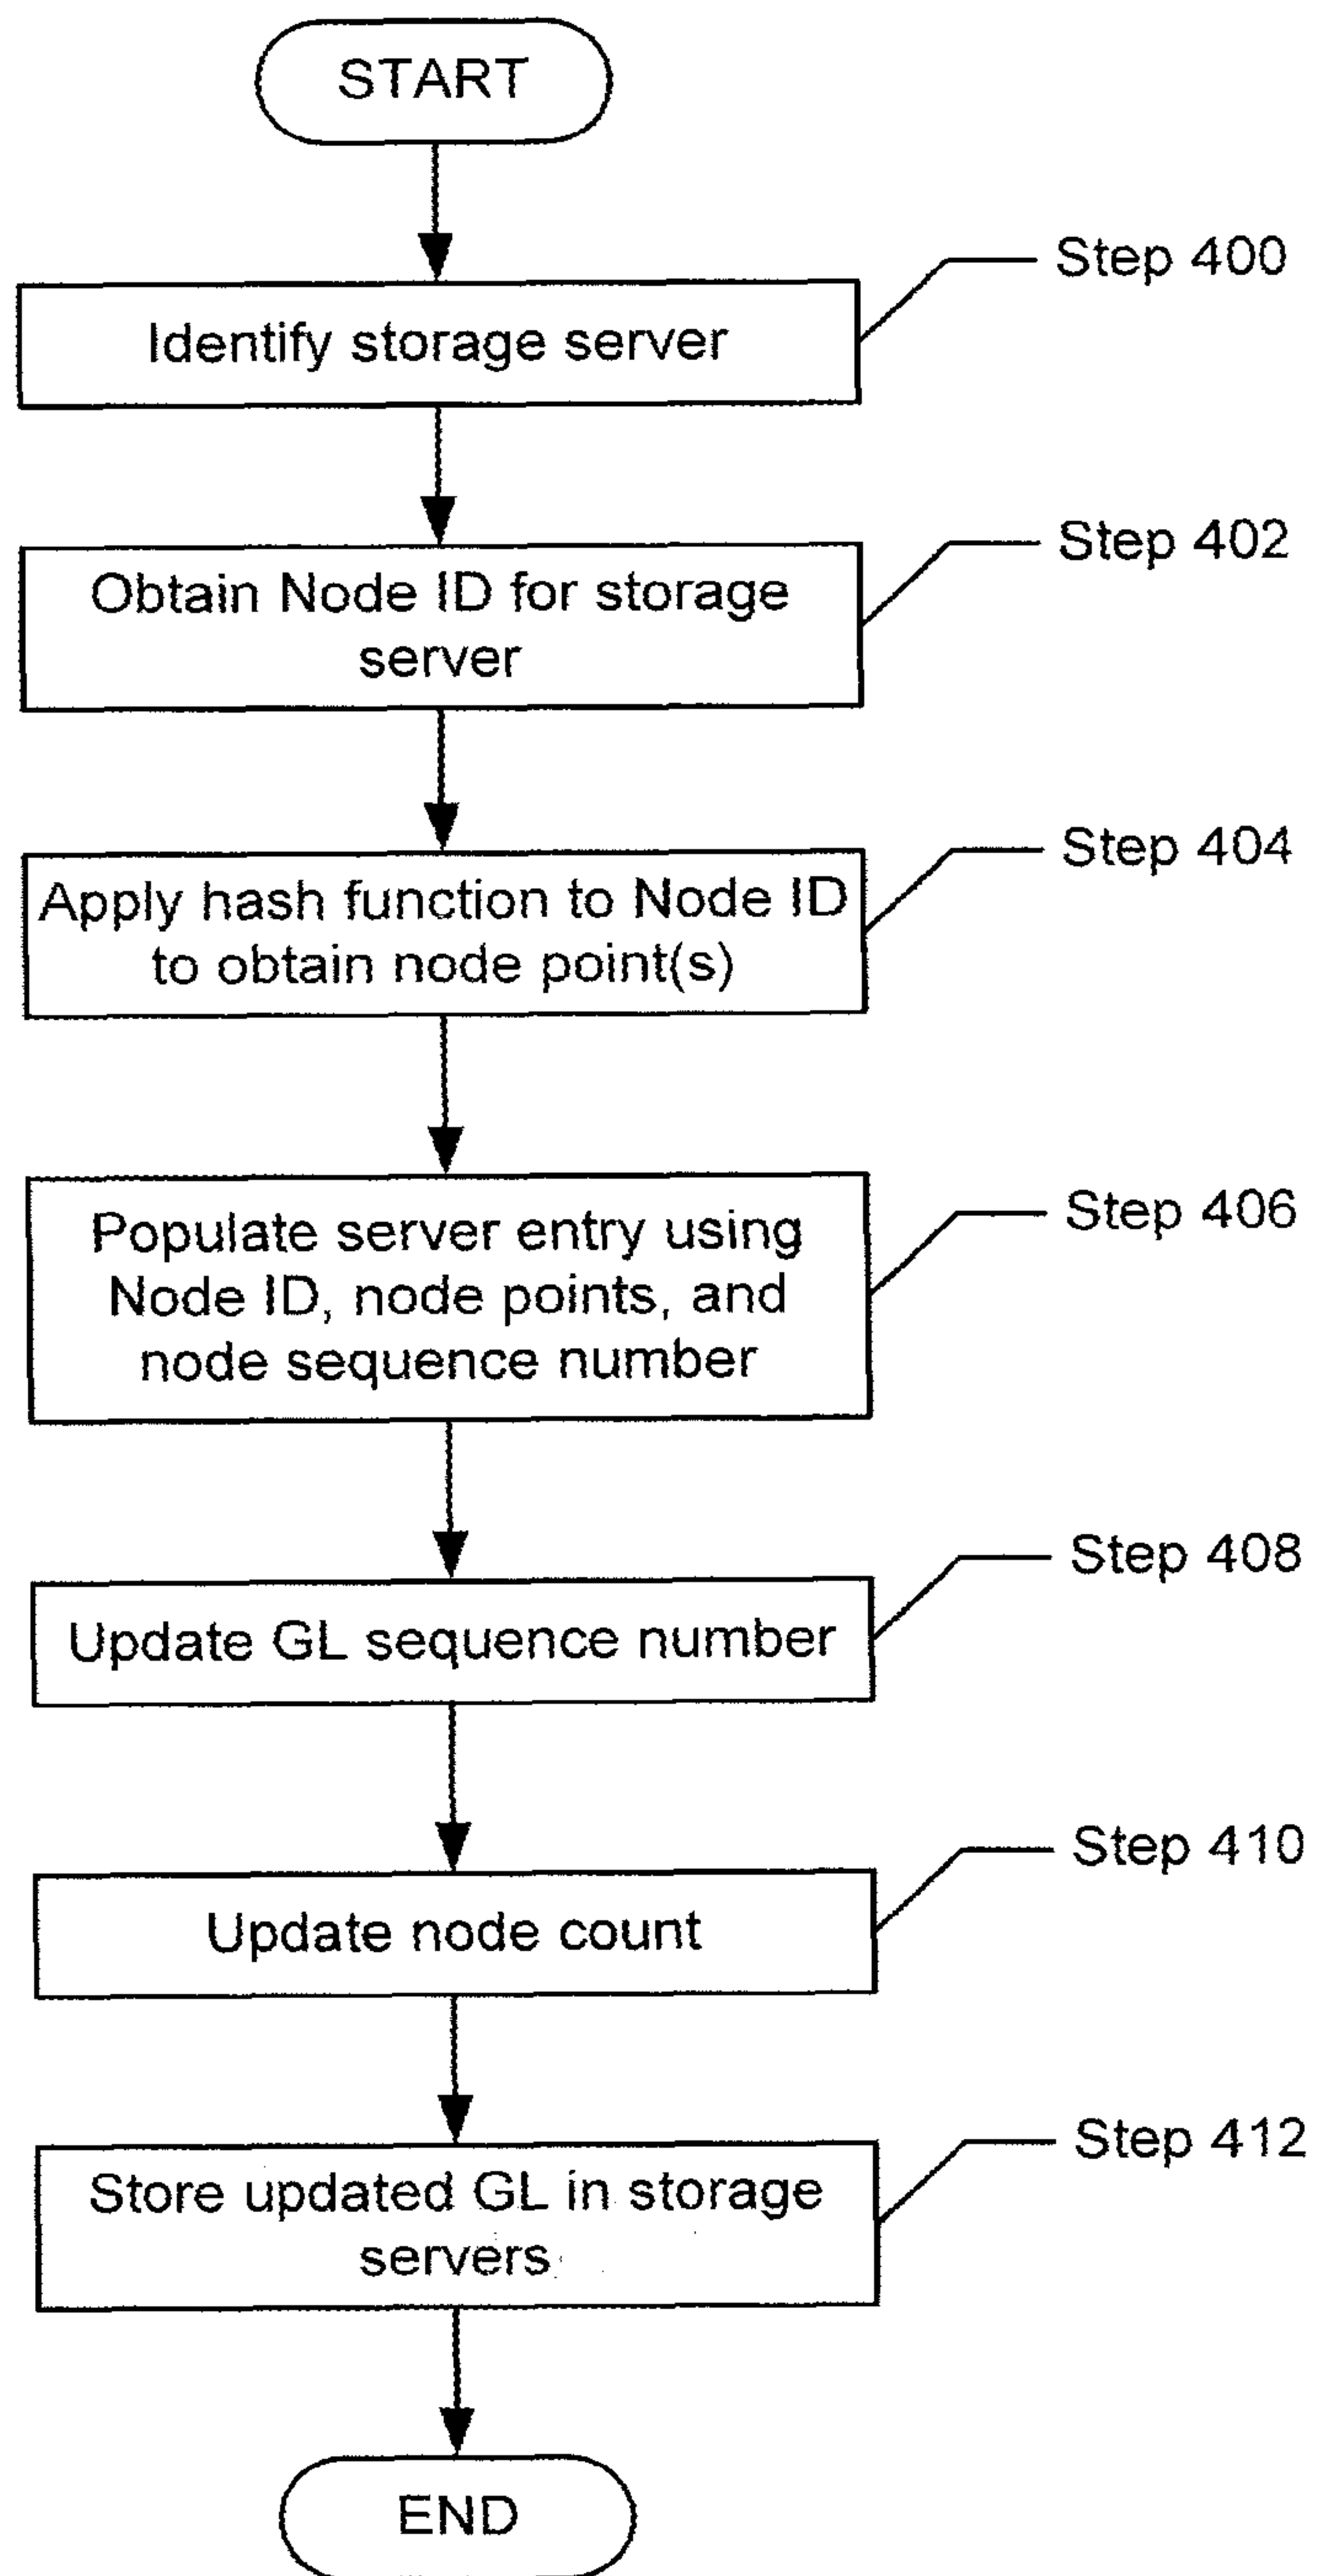 START
Step 400
Identify storage server
Step 402
Obtain Node ID for storage
server
Step 404
Apply hash function to Node ID
to obtain node point(s)
Step 406
Populate server entry using
Node ID, node points, and
node sequence number
Step 408
Update GL sequence number
Step 410
Update node count
Step 412
Store updated GL in storage
servers
END